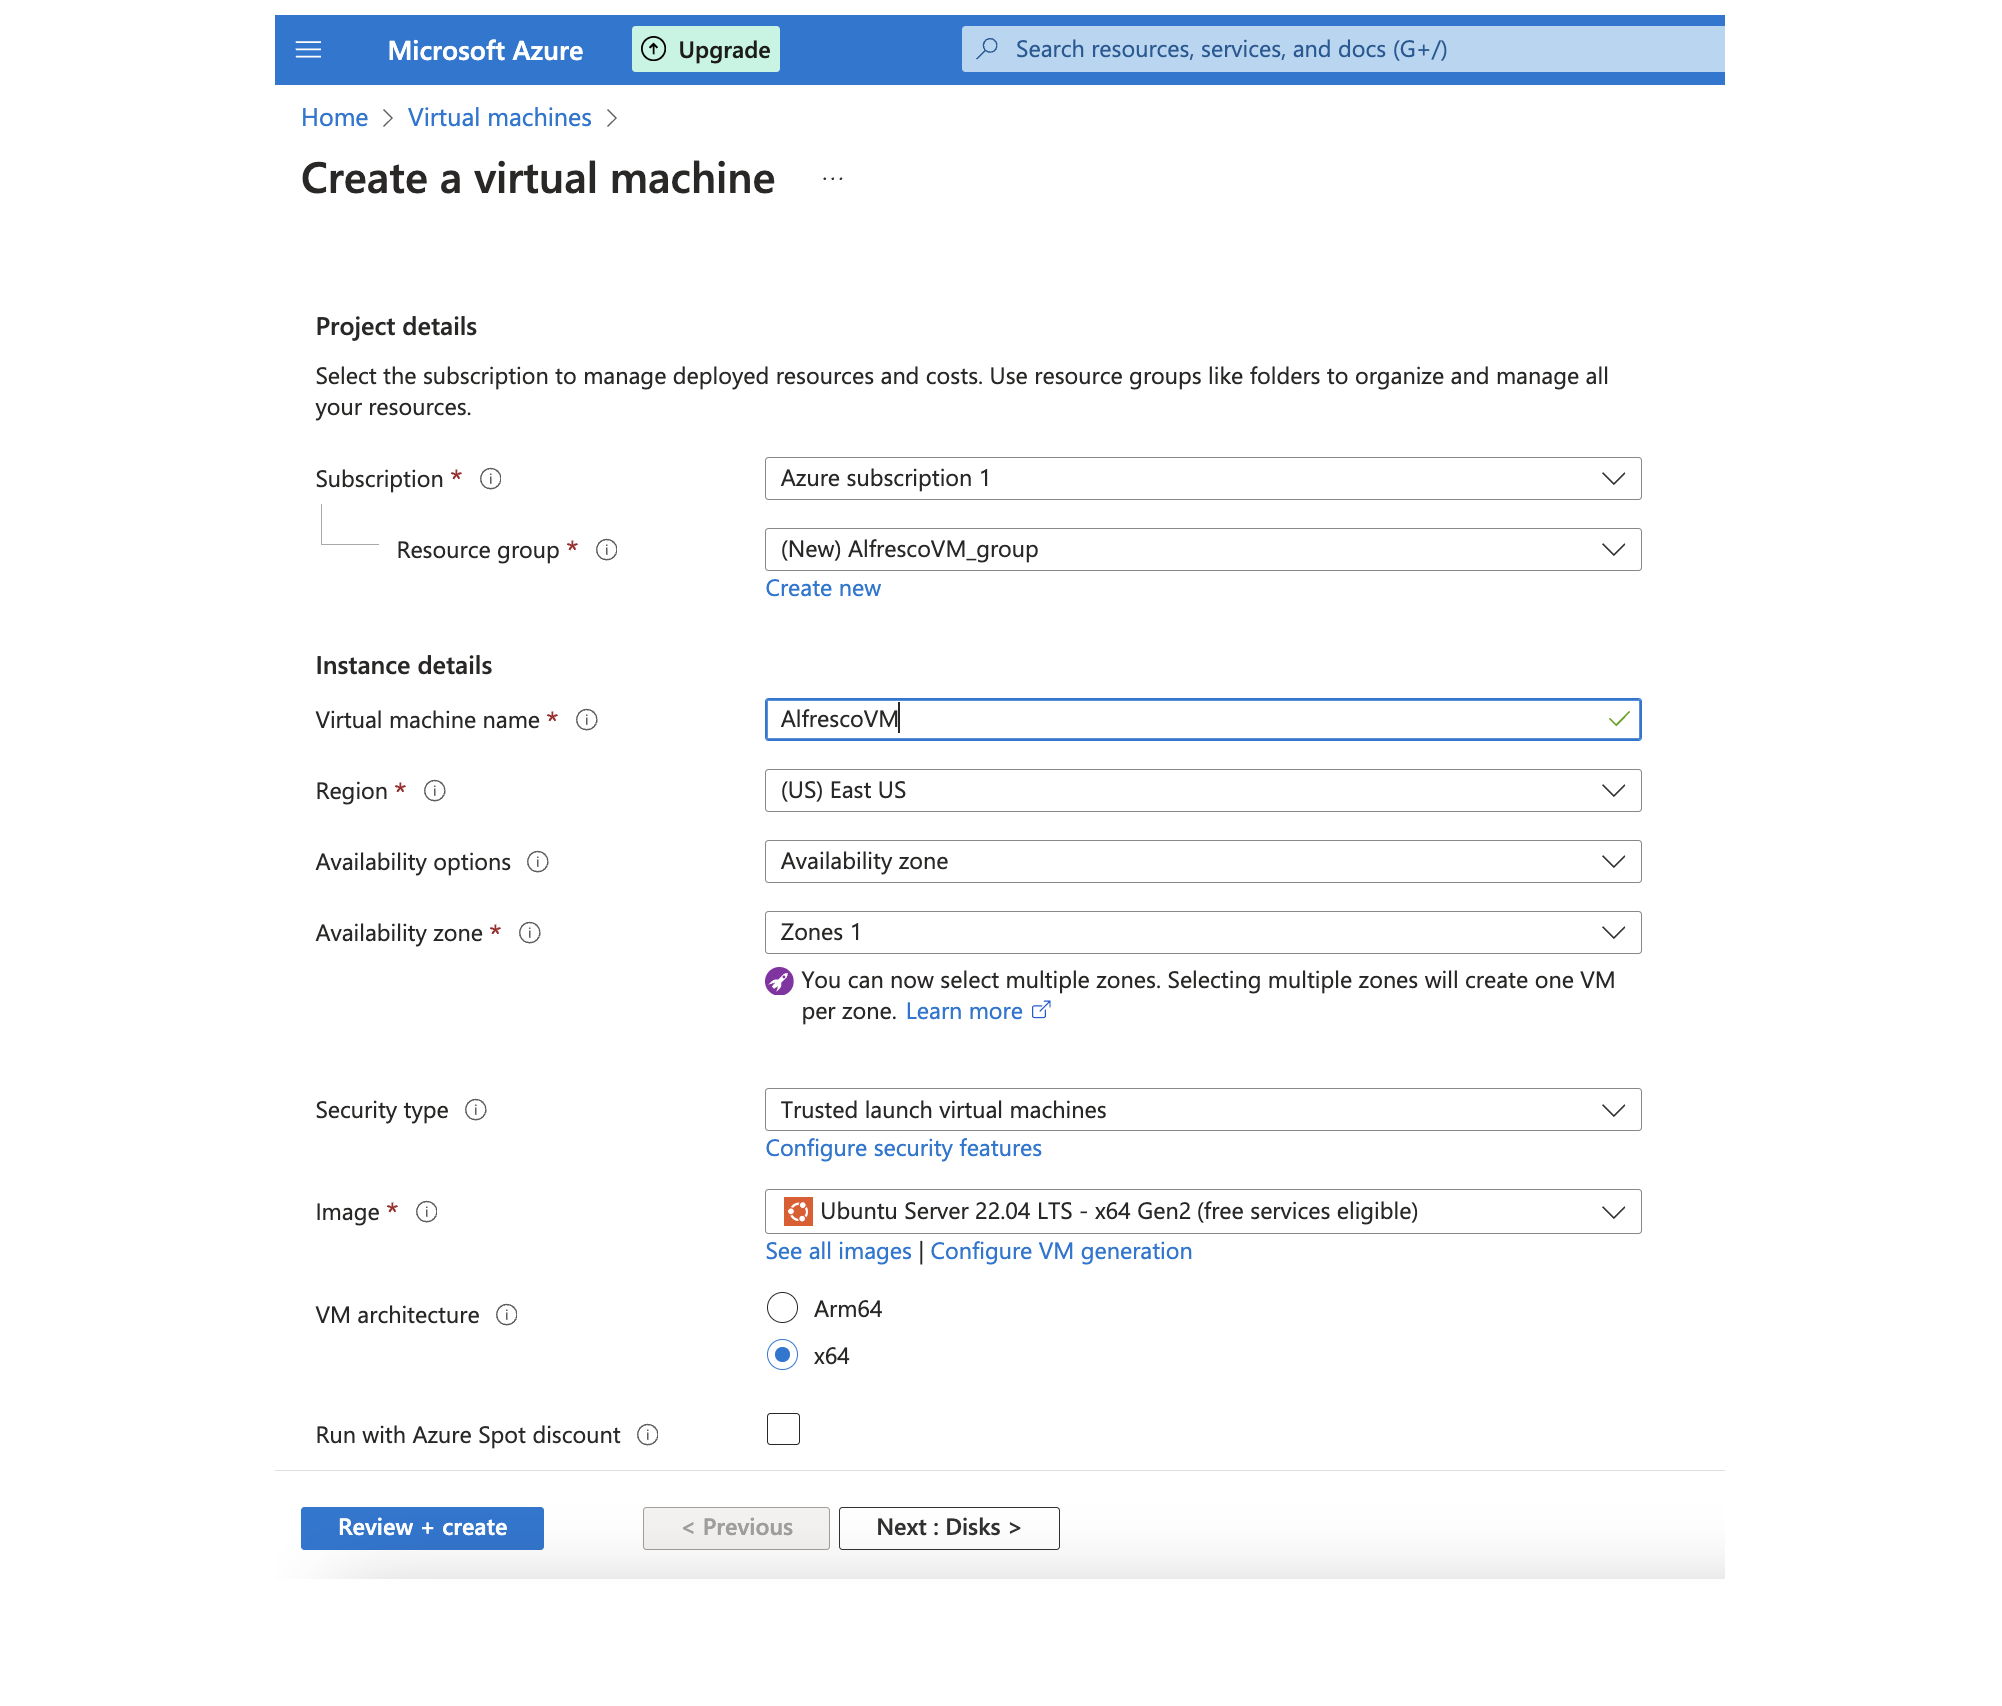 Microsoft Azure
Upgrade
Search resources, services, and docs (G+/)
Home > Virtual machines >
Create a virtual machine ...
Project details
Select the subscription to manage deployed resources and costs. Use resource groups like folders to organize and manage all
your resources.
Subscription *
Azure subscription 1
Resource group *
(New) AlfrescoVM_group
Create new
Instance details
Virtual machine name *
AlfrescoVM
Region *
(US) East US
Availability options
Availability zone
Availability zone *
Zones 1
You can now select multiple zones. Selecting multiple zones will create one VM
per zone. Learn more
Security type
Trusted launch virtual machines
Configure security features
Image *
Ubuntu Server 22.04 LTS - x64 Gen2 (free services eligible)
See all images | Configure VM generation
VM architecture
Arm64
x64
Run with Azure Spot discount
Review + create
< Previous
Next : Disks >